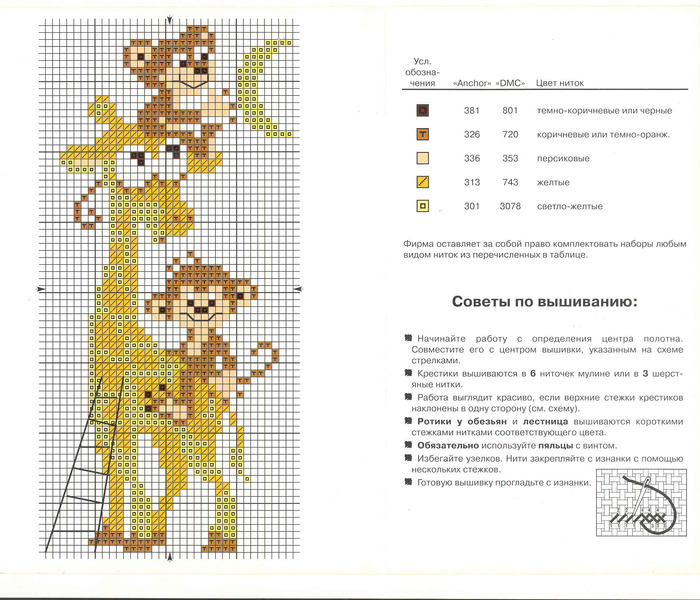 Усл.
обозна-
чения «Anchor» «DMC» Цвет ниток
381 801 темно-коричневые или черные
326 720 коричневые или темно-оранж.
336 353 персиковые
313 743 желтые
301 3078 светло-желтые
Фирма оставляет за собой право комплектовать наборы любым
видом ниток из перечисленных в таблице.
Советы по вышиванию:
Начинайте работу с определения центра полотна.
Совместите его с центром вышивки, указанным на схеме
стрелками.
Крестики вышиваются в 6 ниточек мулине или в 3 шерст-
яные нитки.
Работа выглядит красиво, если верхние стежки крестиков
наклонены в одну сторону (см. схему).
Ротики у обезьян и лестница вышиваются короткими
стежками нитками соответствующего цвета.
Обязательно используйте пяльцы с винтом.
Избегайте узелков. Нити закрепляйте с изнанки с помощью
нескольких стежков.
Готовую вышивку прогладьте с изнанки.